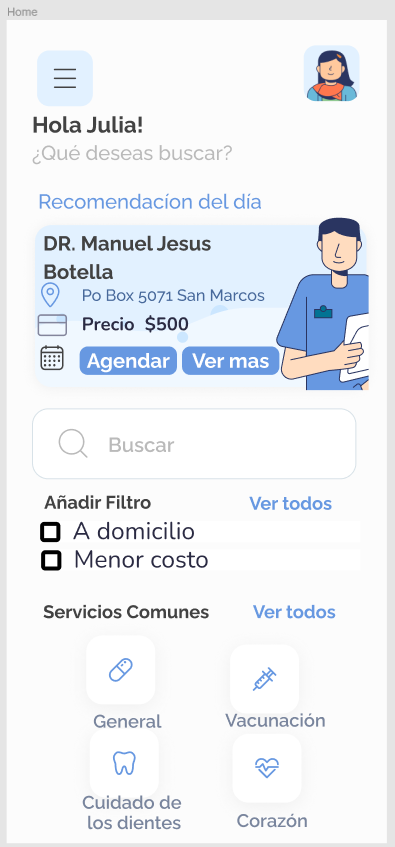 Home
Hola Julia!
¿Qué deseas buscar?
Recomendacíon del día
DR. Manuel Jesus
Botella
Po Box 5071 San Marcos
Precio $500
Agendar Ver mas
Buscar
Añadir Filtro Ver todos
A domicilio
Menor costo
Servicios Comunes Ver todos
General Vacunación
Cuidado de
los dientes Corazón